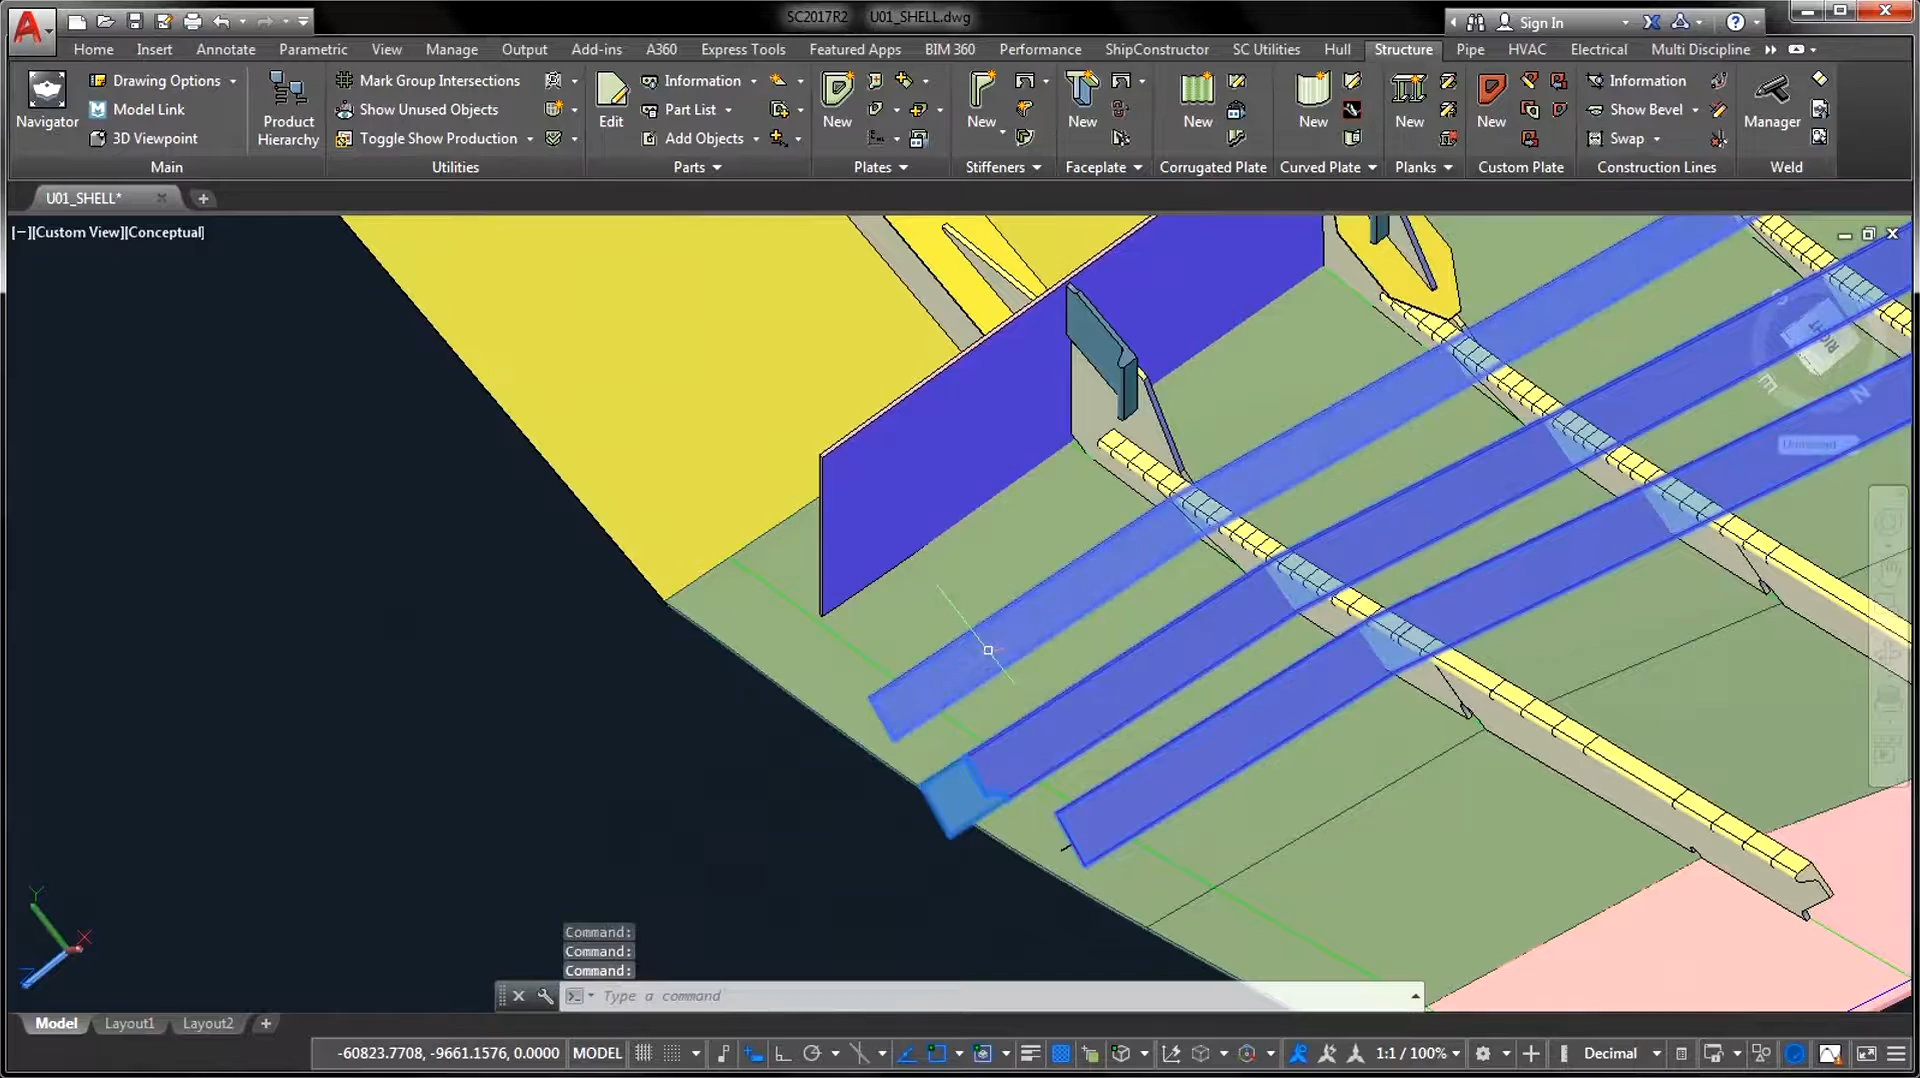 SC2017R2 U01_SHELL.dwg
Sign In
Home Insert Annotate Parametric View Manage Output Add-ins A360 Express Tools Featured Apps BIM 360 Performance ShipConstructor SC Utilities Hull Structure Pipe HVAC Electrical Multi Discipline
Navigator
Drawing Options
Model Link
3D Viewpoint
Product
Hierarchy
Main
Mark Group Intersections
Show Unused Objects
Toggle Show Production
Utilities
Edit
Information
Part List
Add Objects
Parts
New
Plates
New
Stiffeners
New
Faceplate
New
Corrugated Plate
New
Curved Plate
New
Planks
New
Custom Plate
Information
Show Bevel
Swap
Construction Lines
Manager
Weld
U01_SHELL*
[−][Custom View][Conceptual]
RIGHT
E
N
Unnamed
Y
X
Z
Command:
Command:
Command:
Type a command
Model Layout1 Layout2
-60823.7708, -9661.1576, 0.0000 MODEL 1:1 / 100% Decimal